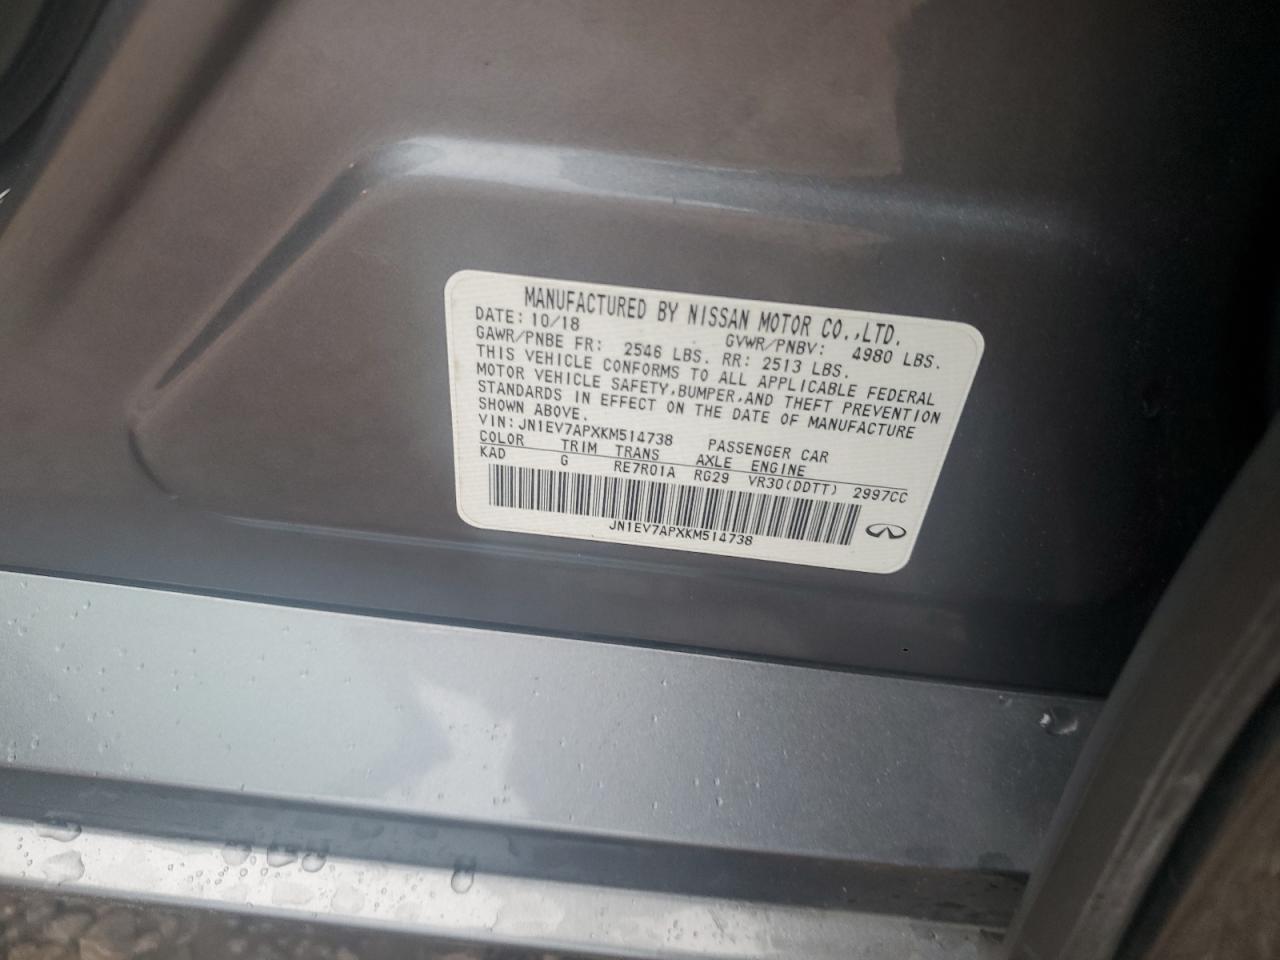 MANUFACTURED BY NISSAN MOTOR CO.,LTD.
DATE: 10/18 GVWR/PNBV: 4980 LBS.
GAWR/PNBE FR: 2546 LBS. RR: 2513 LBS.
THIS VEHICLE CONFORMS TO ALL APPLICABLE FEDERAL
MOTOR VEHICLE SAFETY,BUMPER,AND THEFT PREVENTION
STANDARDS IN EFFECT ON THE DATE OF MANUFACTURE
SHOWN ABOVE.
VIN: JN1EV7APXKM514738 PASSENGER CAR
COLOR TRIM TRANS AXLE ENGINE
KAD G RE7R01A RG29 VR30(DDTT) 2997CC
JN1EV7APXKM514738